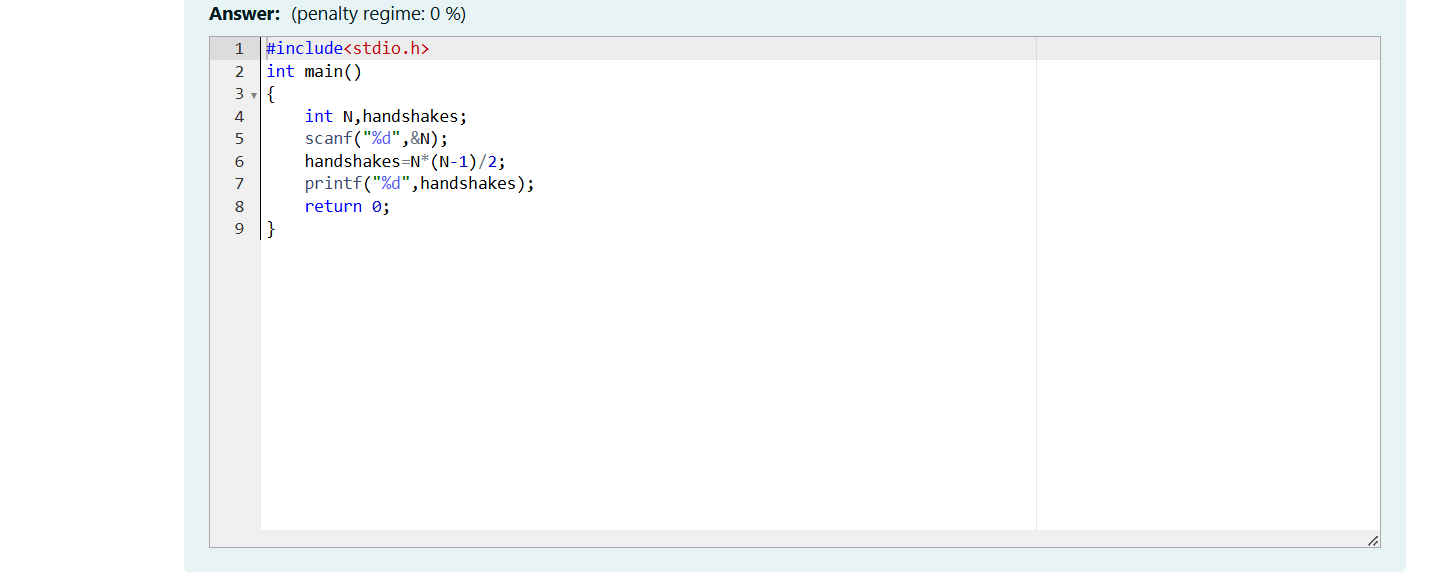 Answer: (penalty regime: 0 %)
1 #include<stdio.h>
2 int main()
3 {
4     int N,handshakes;
5     scanf("%d",&N);
6     handshakes=N*(N-1)/2;
7     printf("%d",handshakes);
8     return 0;
9 }